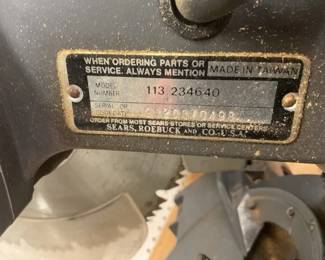 WHEN ORDERING PARTS OR
SERVICE, ALWAYS MENTION MADE IN TAIWAN
MODEL
NUMBER 113 234640
SERIAL OR
ORDER FROM MOST SEARS STORES OR SERVICE CENTERS
SEARS, ROEBUCK AND CO.-U.S.A.